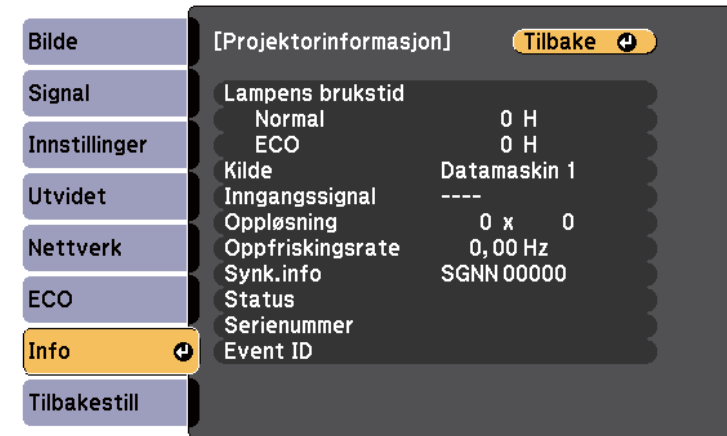 Bilde
Signal
Innstillinger
Utvidet
Nettverk
ECO
Info
Tilbakestill
[Projektorinformasjon] Tilbake
Lampens brukstid
Normal 0 H
ECO 0 H
Kilde Datamaskin 1
Inngangssignal ----
Oppløsning 0 x 0
Oppfriskingsrate 0,00 Hz
Synk.info SGNN 00000
Status
Serienummer
Event ID